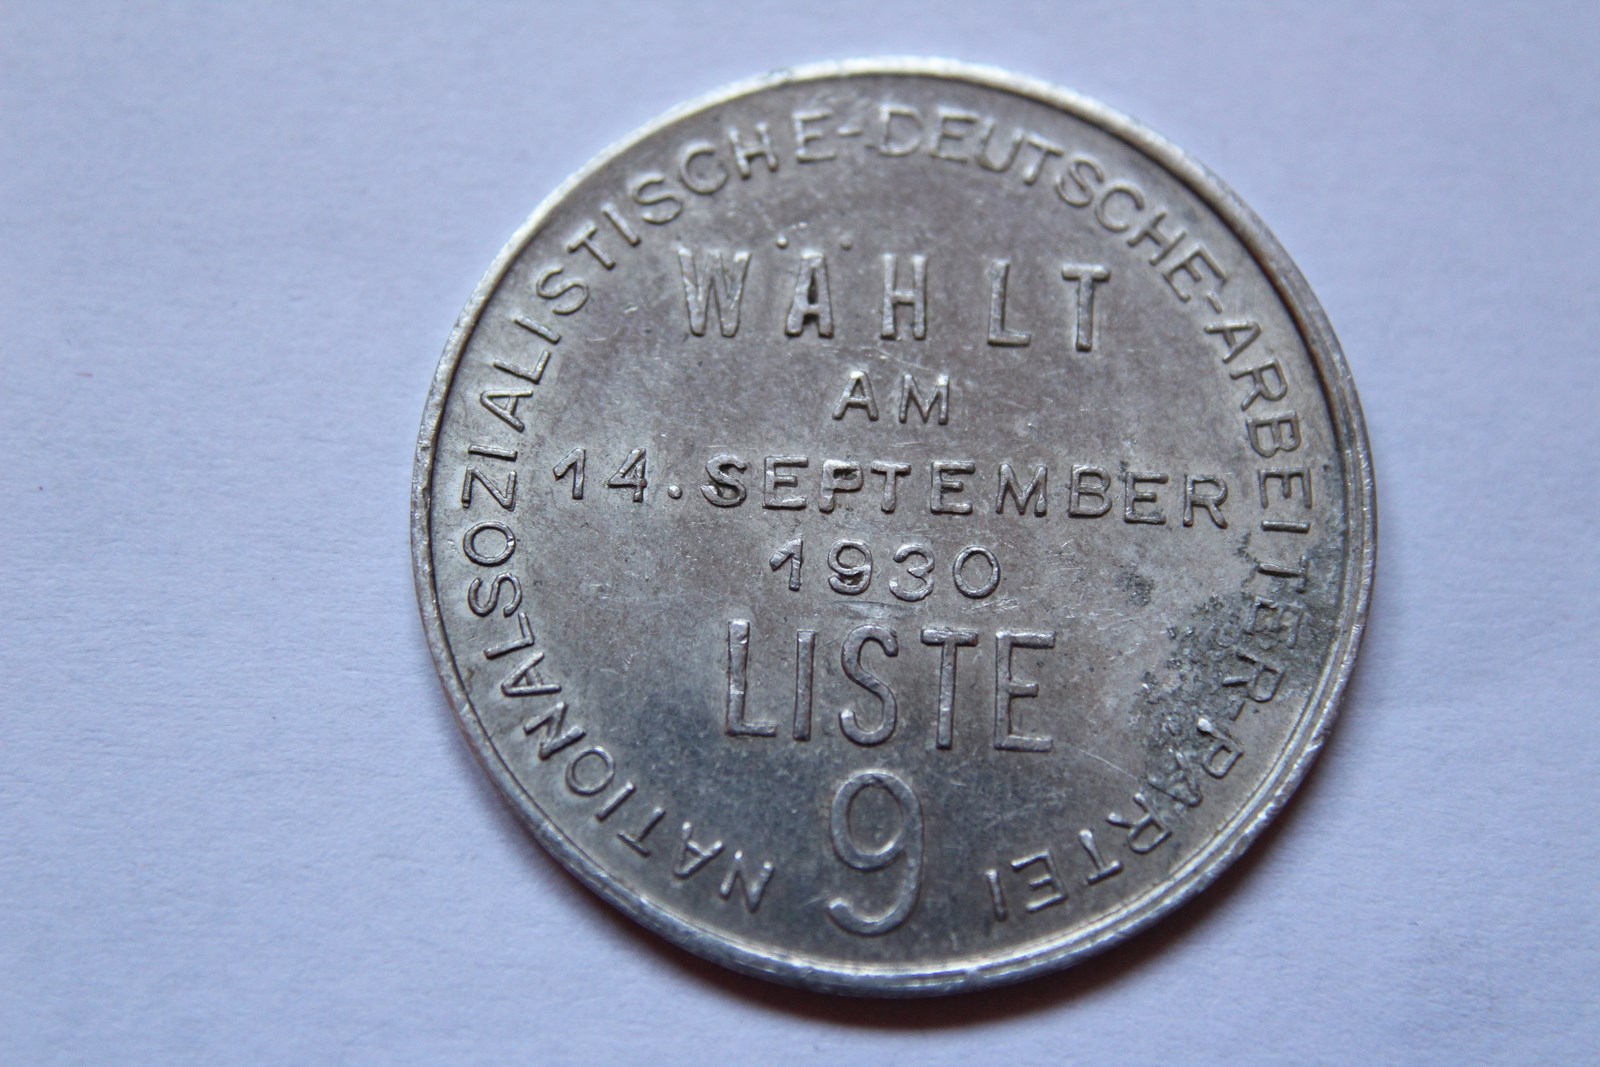 NATIONALSOZIALISTISCHE-DEUTSCHE-ARBEITER-PARTEI
WÄHLT
AM
14. SEPTEMBER
1930
LISTE
9